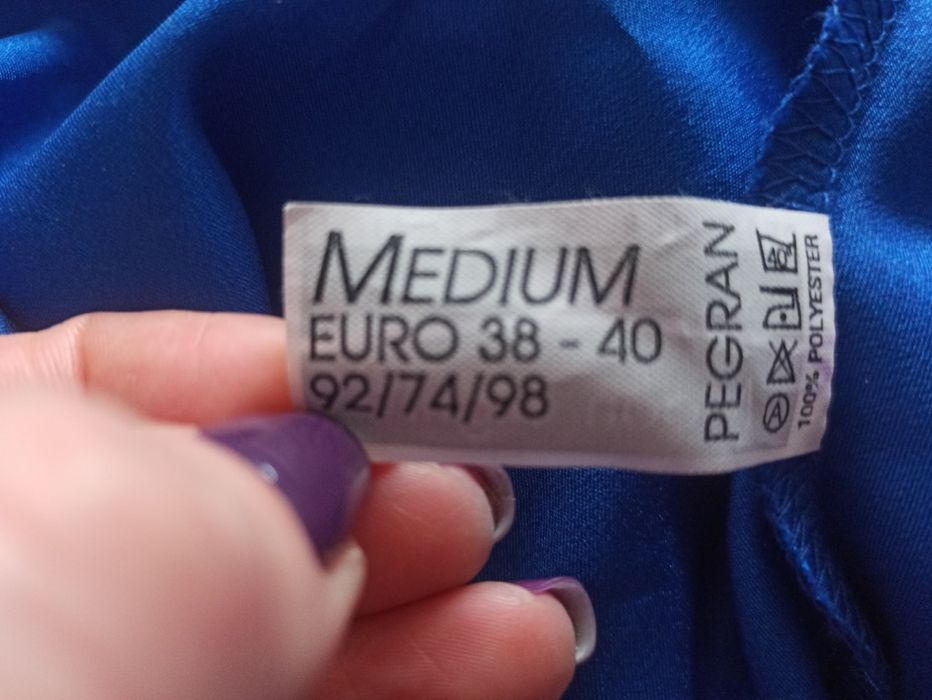 MEDIUM
EURO 38 - 40
92/74/98
PEGRAN
A
100% POLYESTER